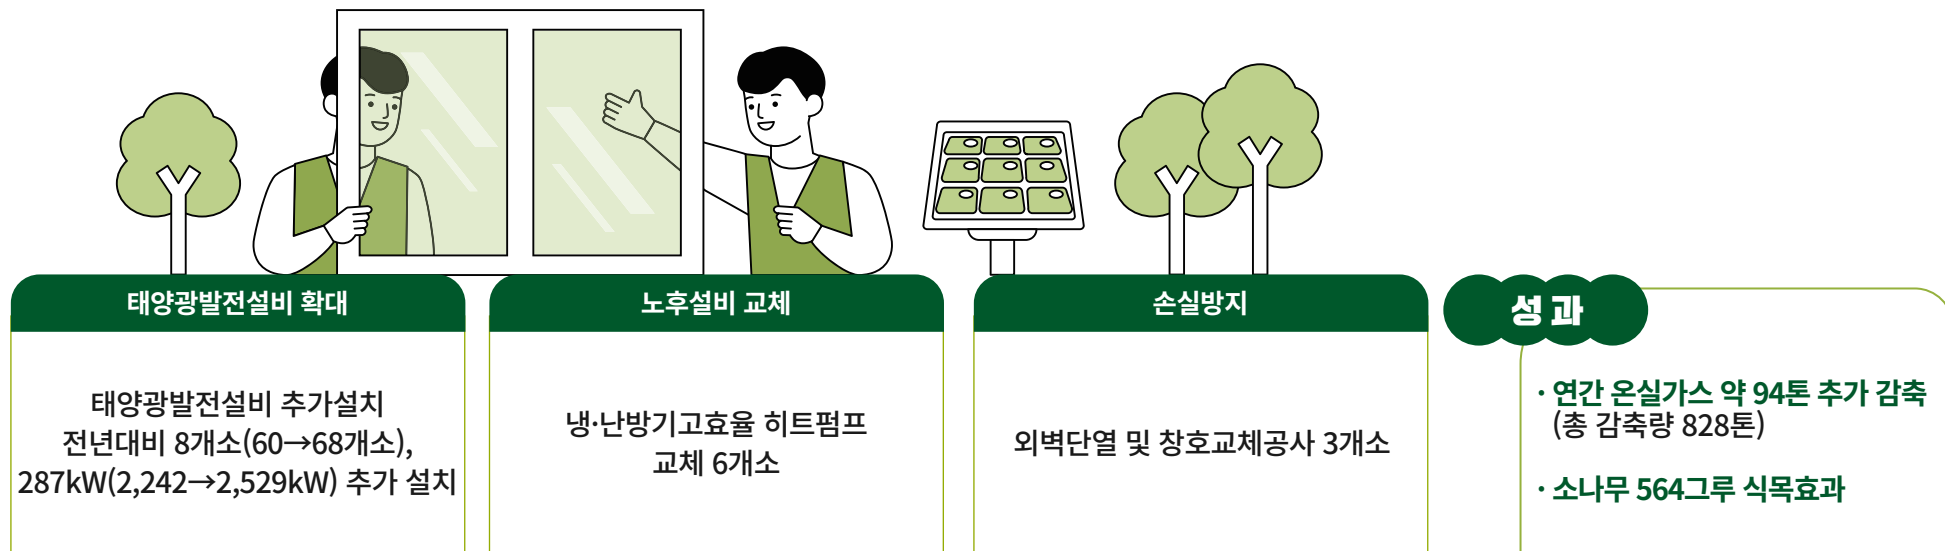 태양광발전설비 확대
태양광발전설비 추가설치
전년대비 8개소(60→68개소),
287kW(2,242→2,529kW) 추가 설치
노후설비 교체
냉·난방기고효율 히트펌프
교체 6개소
손실방지
외벽단열 및 창호교체공사 3개소
성과
· 연간 온실가스 약 94톤 추가 감축
(총 감축량 828톤)
· 소나무 564그루 식목효과